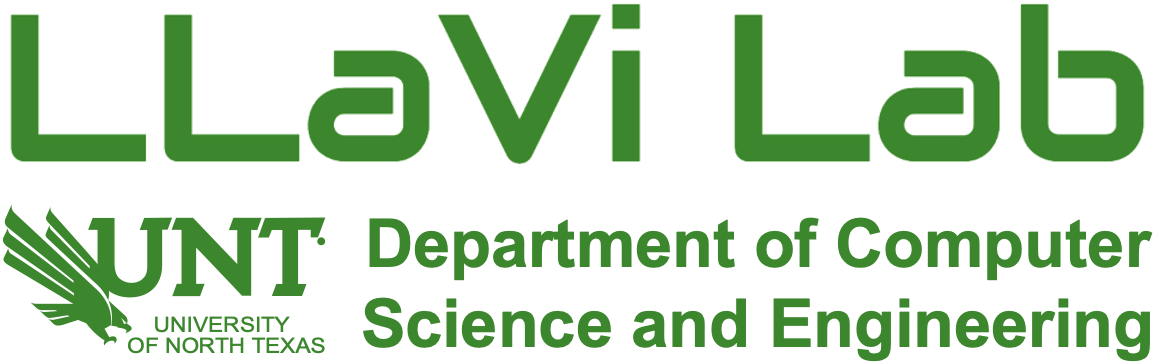 LLaVi Lab
UNT
UNIVERSITY
OF NORTH TEXAS
Department of Computer
Science and Engineering